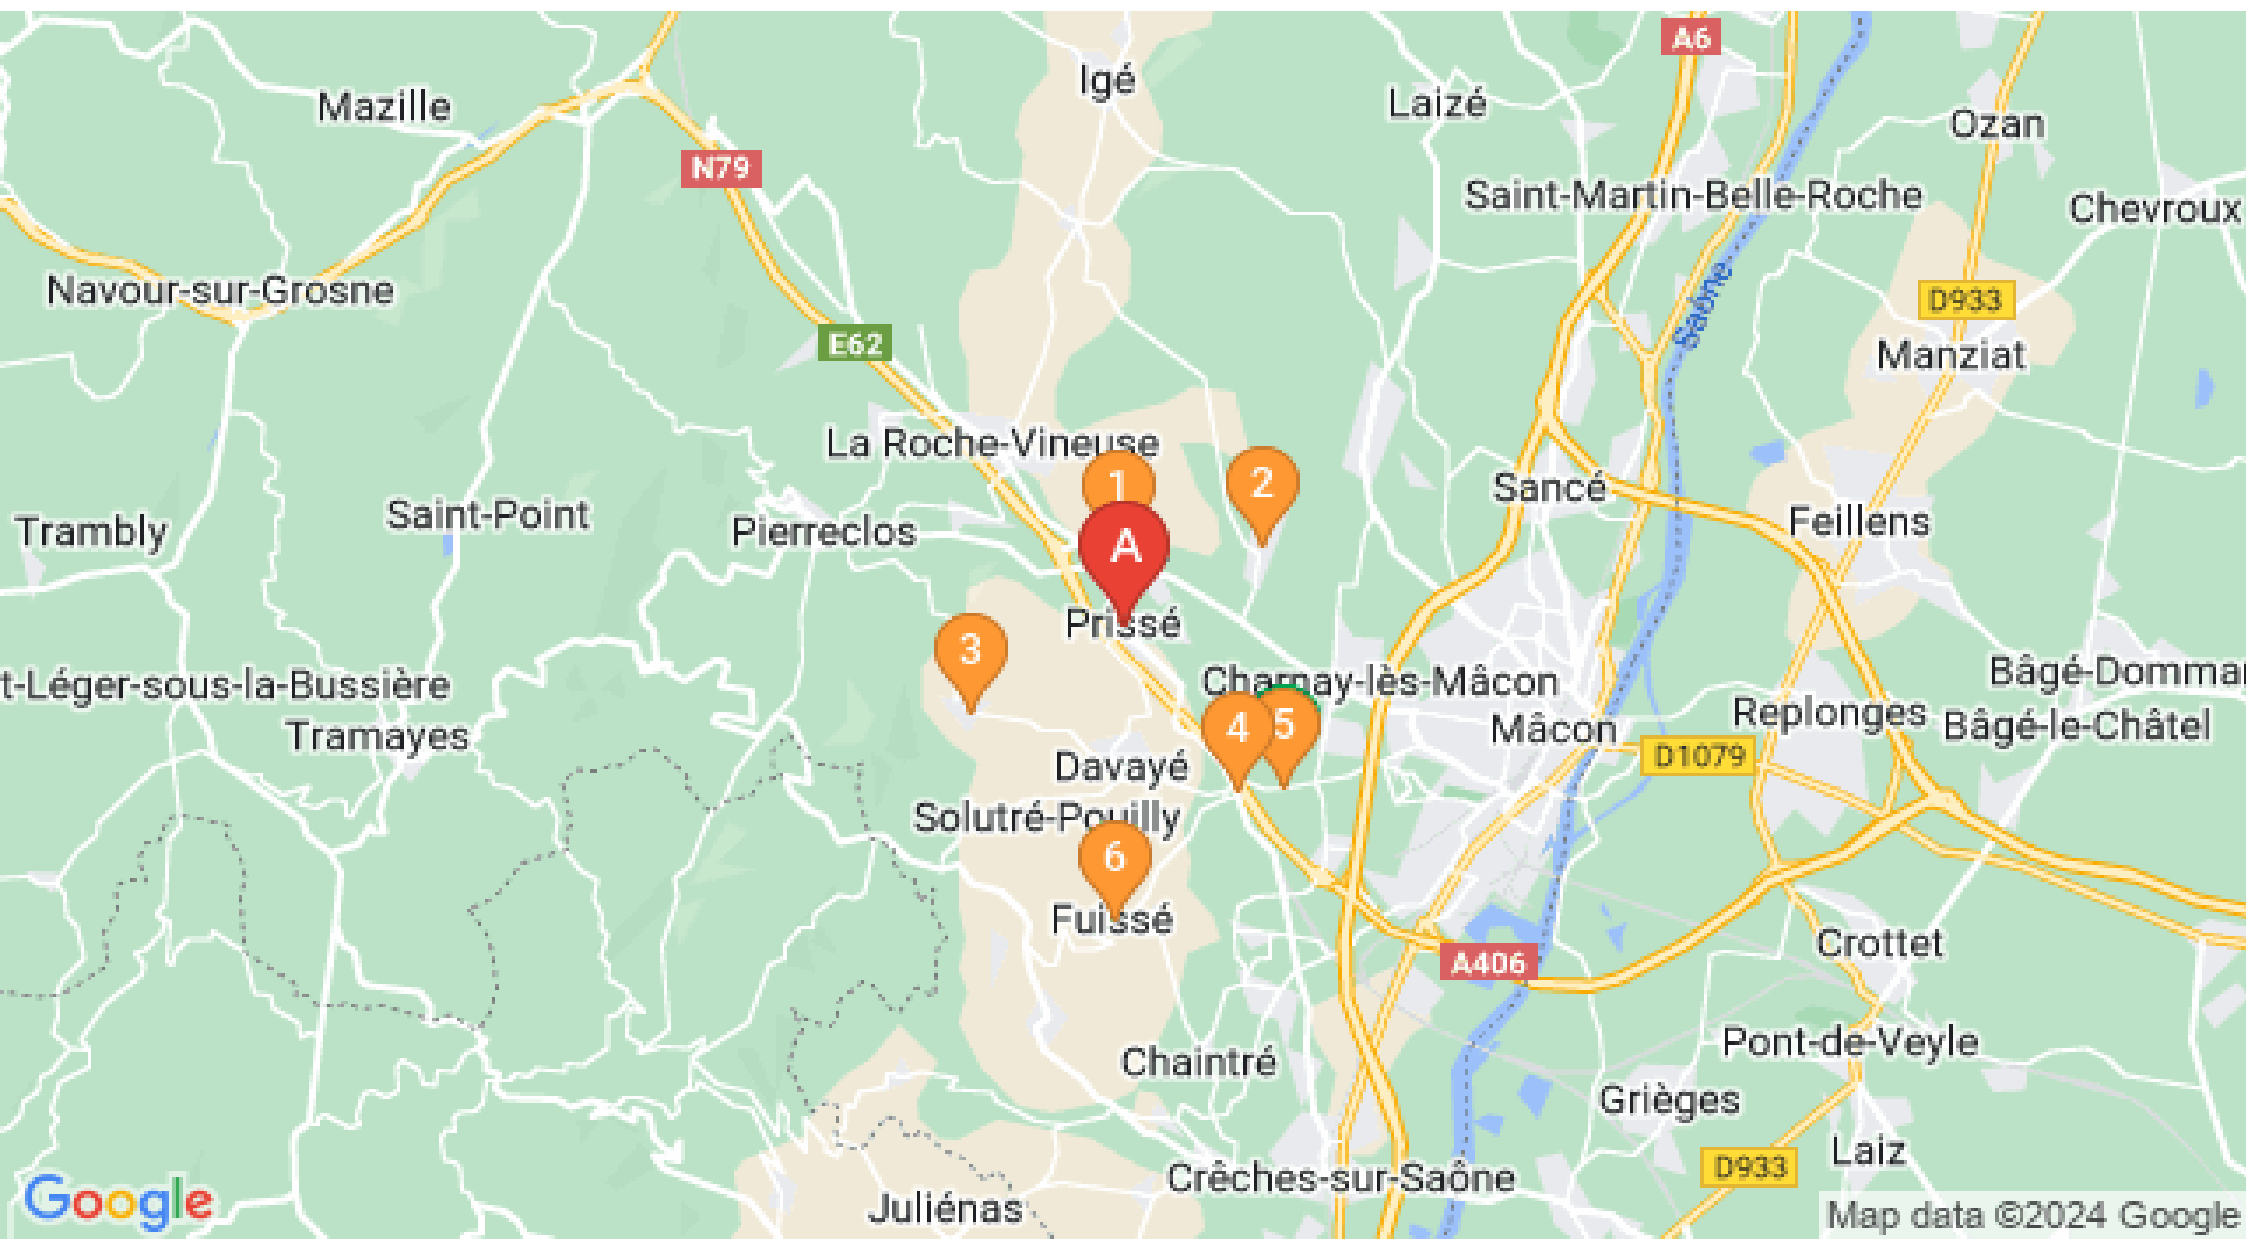 A6
Igé
Mazille
Laizé
Ozan
N79
Saint-Martin-Belle-Roche
Chevroux
Navour-sur-Grosne
Saône
D933
E62
Manziat
La Roche-Vineuse
1
2
Sancé
Saint-Point
Trambly
Pierreclos
Feillens
A
Prissé
3
Charnay-lès-Mâcon
t-Léger-sous-la-Bussière
Bâgé-Dommar
Replonges
Bâgé-le-Châtel
4
5
Mâcon
Tramayes
D1079
Davayé
Solutré-Pouilly
6
Fuissé
Crottet
A406
Pont-de-Veyle
Chaintré
Grièges
Laiz
D933
Crêches-sur-Saône
Juliénas
Google
Map data ©2024 Google